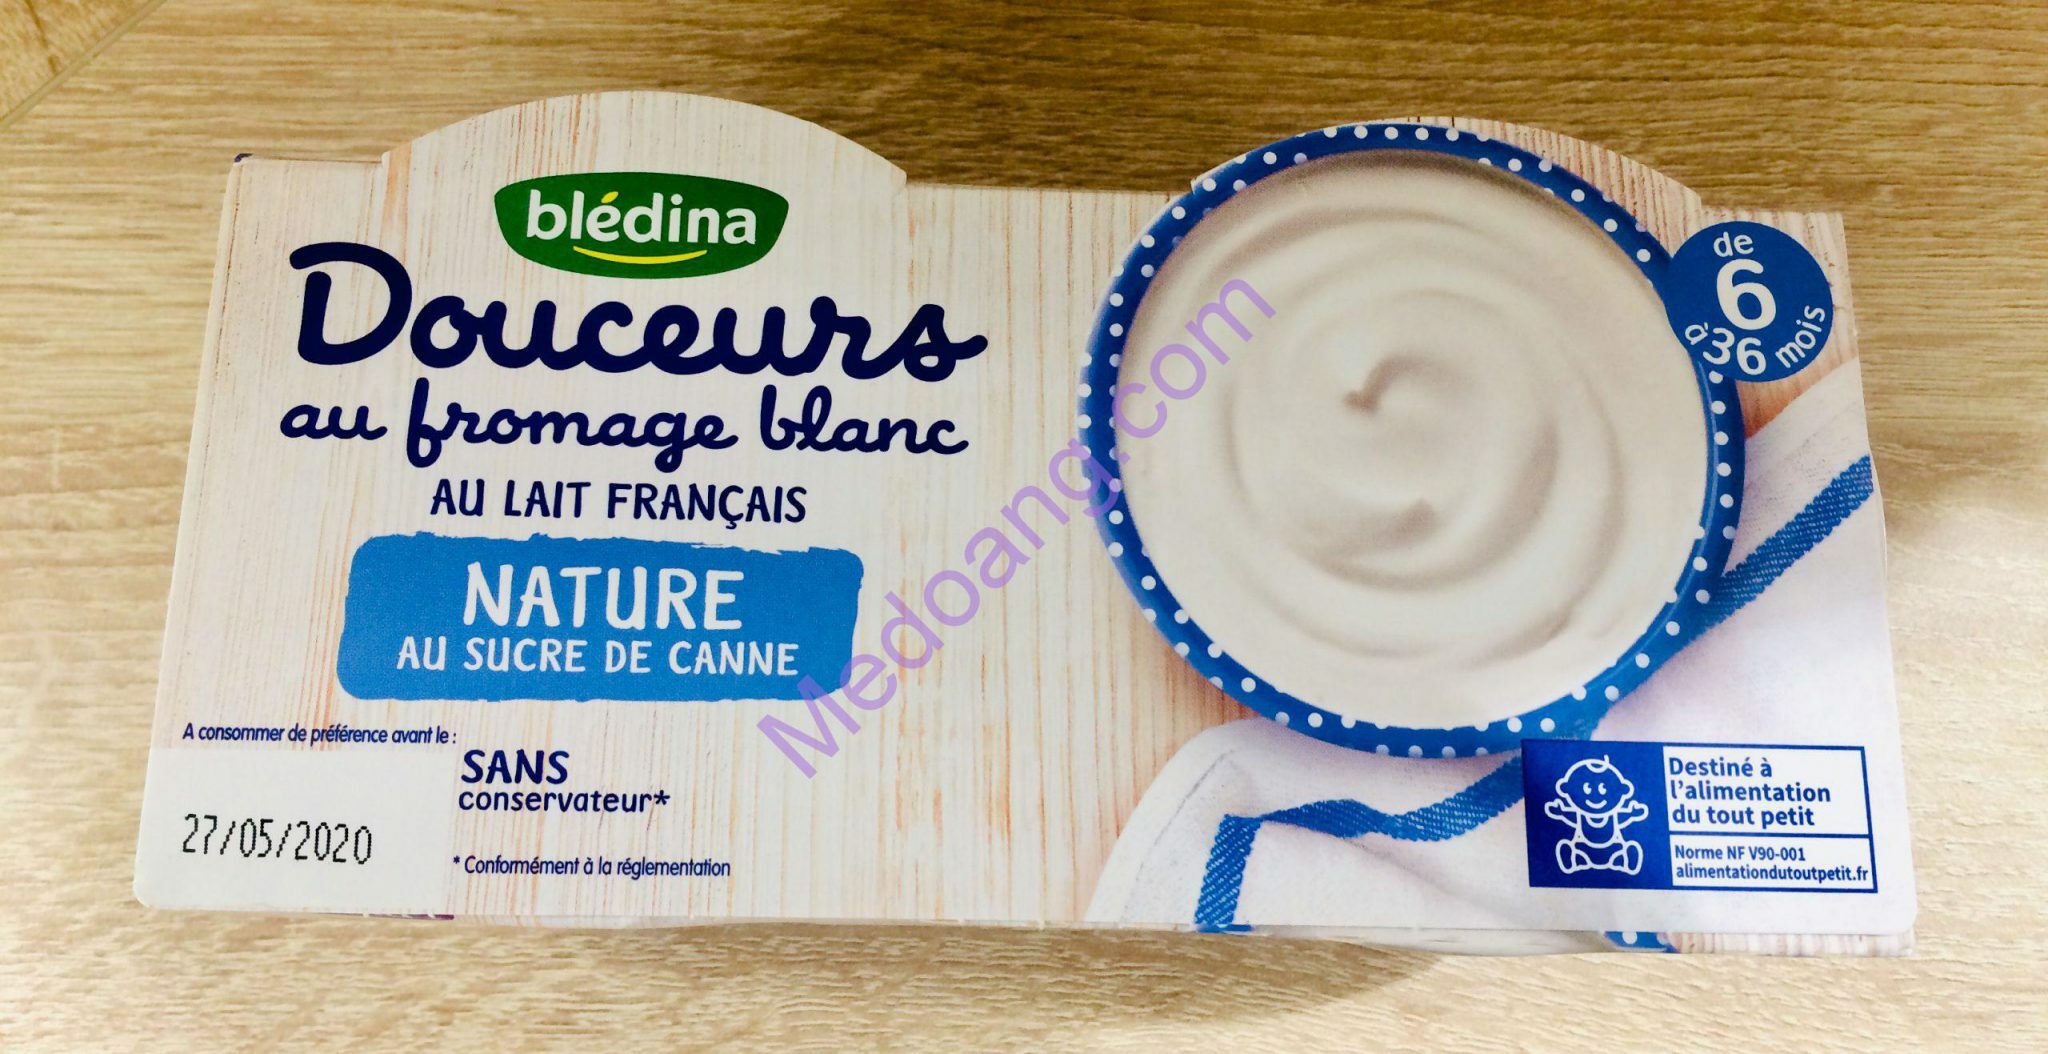 blédina
Douceurs
au fromage blanc
AU LAIT FRANÇAIS
NATURE
AU SUCRE DE CANNE
A consommer de préférence avant le :
27/05/2020
SANS
conservateur*
* Conformément à la réglementation
de
6
à 36 mois
Destiné à
l'alimentation
du tout petit
Norme NF V90-001
alimentationdutoutpetit.fr
Medoang.com